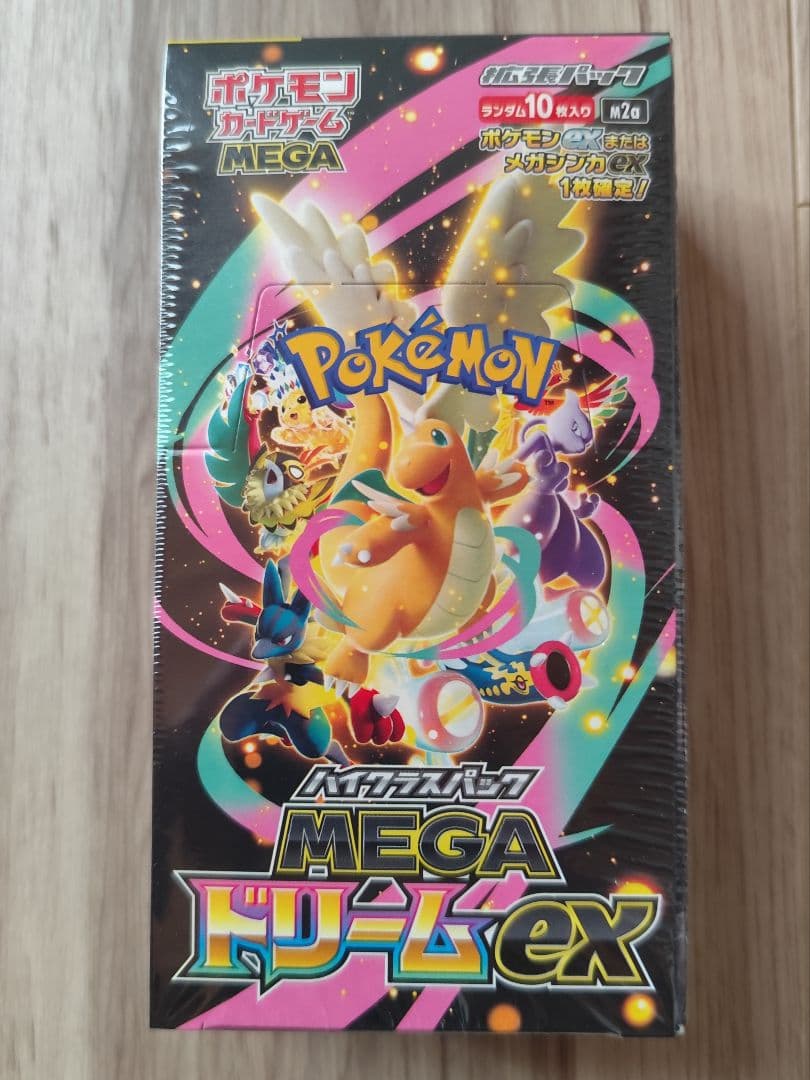 ポケモン
カードゲーム
MEGA
拡張パック
ランダム10枚入り M2a
ポケモンexまたは
メガシンカex
1枚確定!
POKÉMON
ハイクラスパック
MEGA
ドリームex